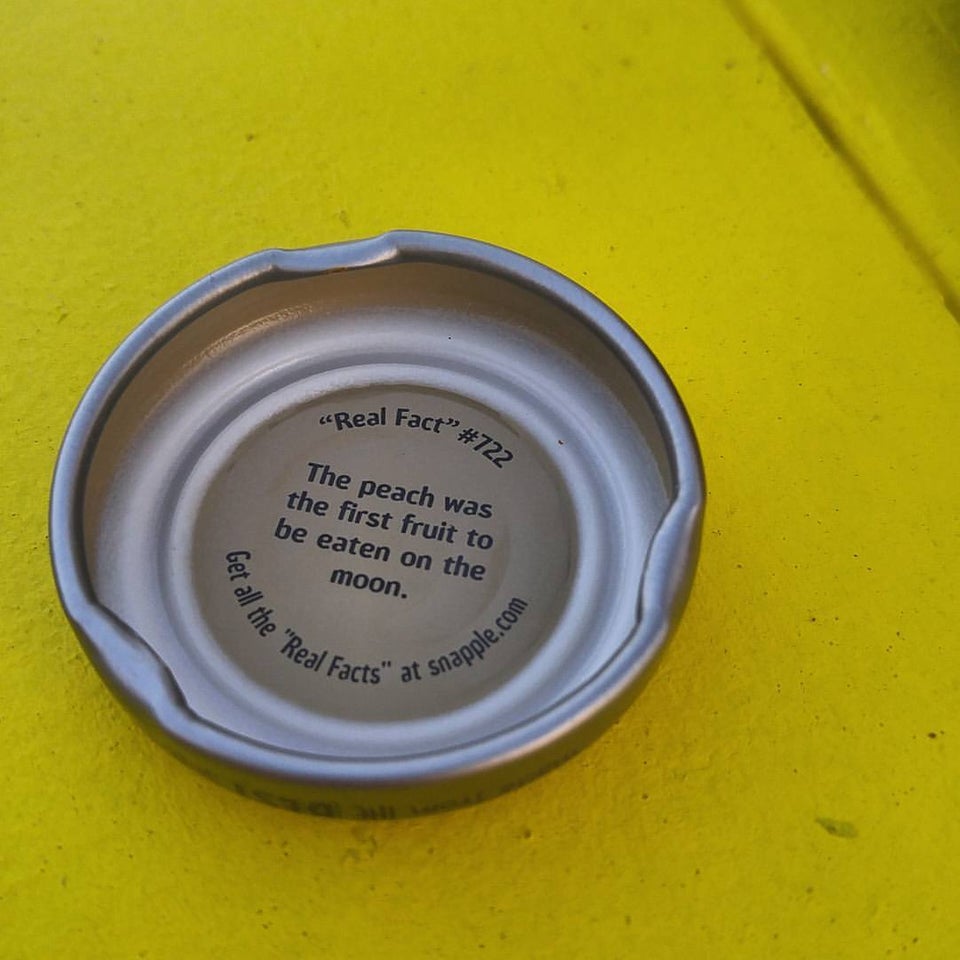 “Real Fact” #722
The peach was
the first fruit to
be eaten on the
moon.
Get all the "Real Facts" at snapple.com